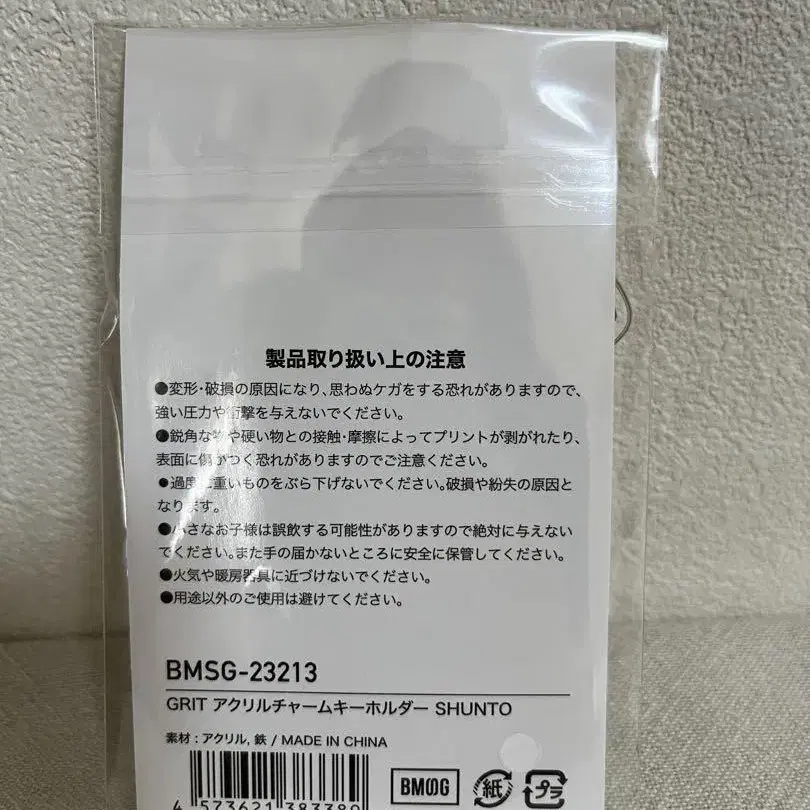 製品取り扱い上の注意
●変形・破損の原因になり、思わぬケガをする恐れがありますので、
強い圧力や衝撃を与えないでください。
●鋭角な物や硬い物との接触・摩擦によってプリントが剥がれたり、
表面に傷がつく恐れがありますのでご注意ください。
●過度に重いものをぶら下げないでください。破損や紛失の原因と
なります。
●小さなお子様は誤飲する可能性がありますので絶対に与えない
でください。また手の届かないところに安全に保管してください。
●火気や暖房器具に近づけないでください。
●用途以外のご使用は避けてください。
BMSG-23213
GRIT アクリルチャームキーホルダー SHUNTO
素材 : アクリル, 鉄 / MADE IN CHINA
4 573621 383380
BMSG
紙
プラ